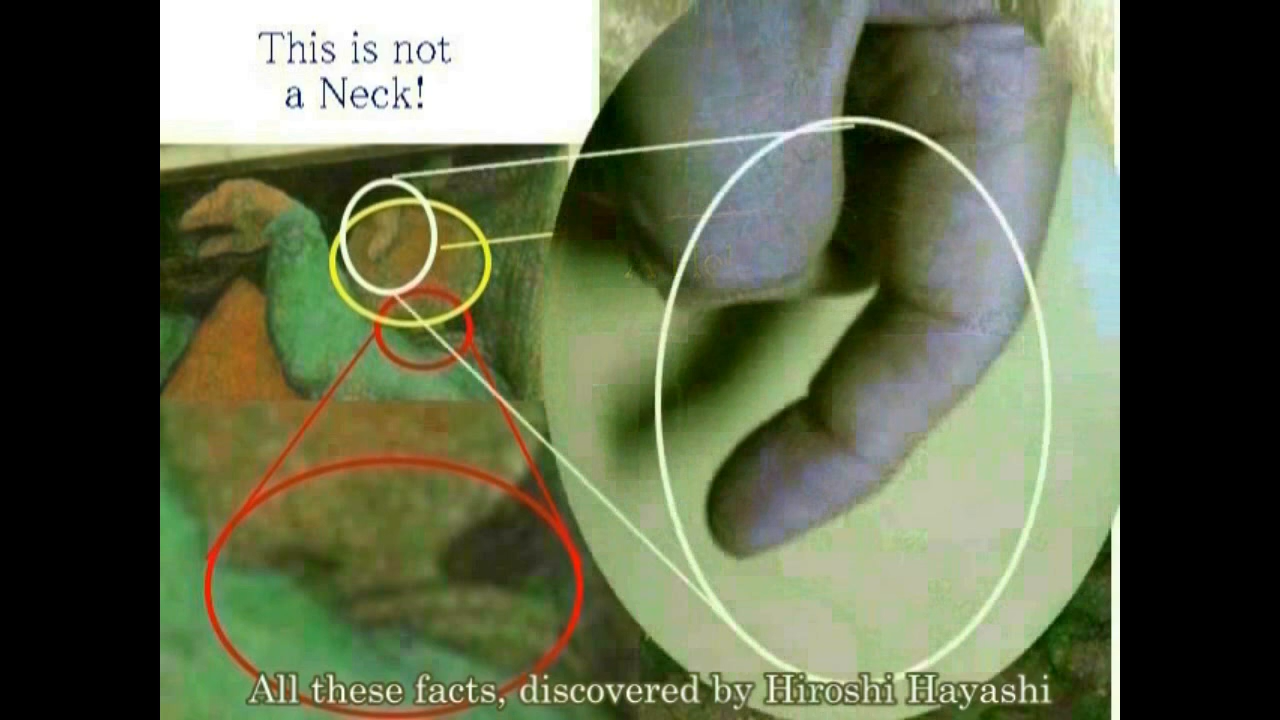 This is not
a Neck!
All these facts, discovered by Hiroshi Hayashi